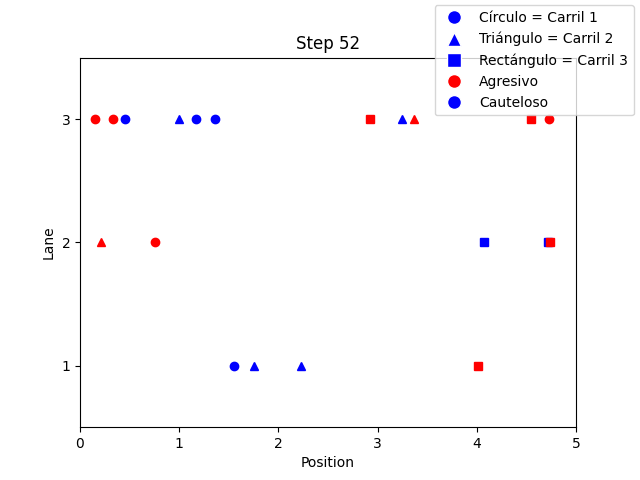 Step 52
Círculo = Carril 1
Triángulo = Carril 2
Rectángulo = Carril 3
Agresivo
Cauteloso
Lane
3
2
1
0 1 2 3 4 5
Position